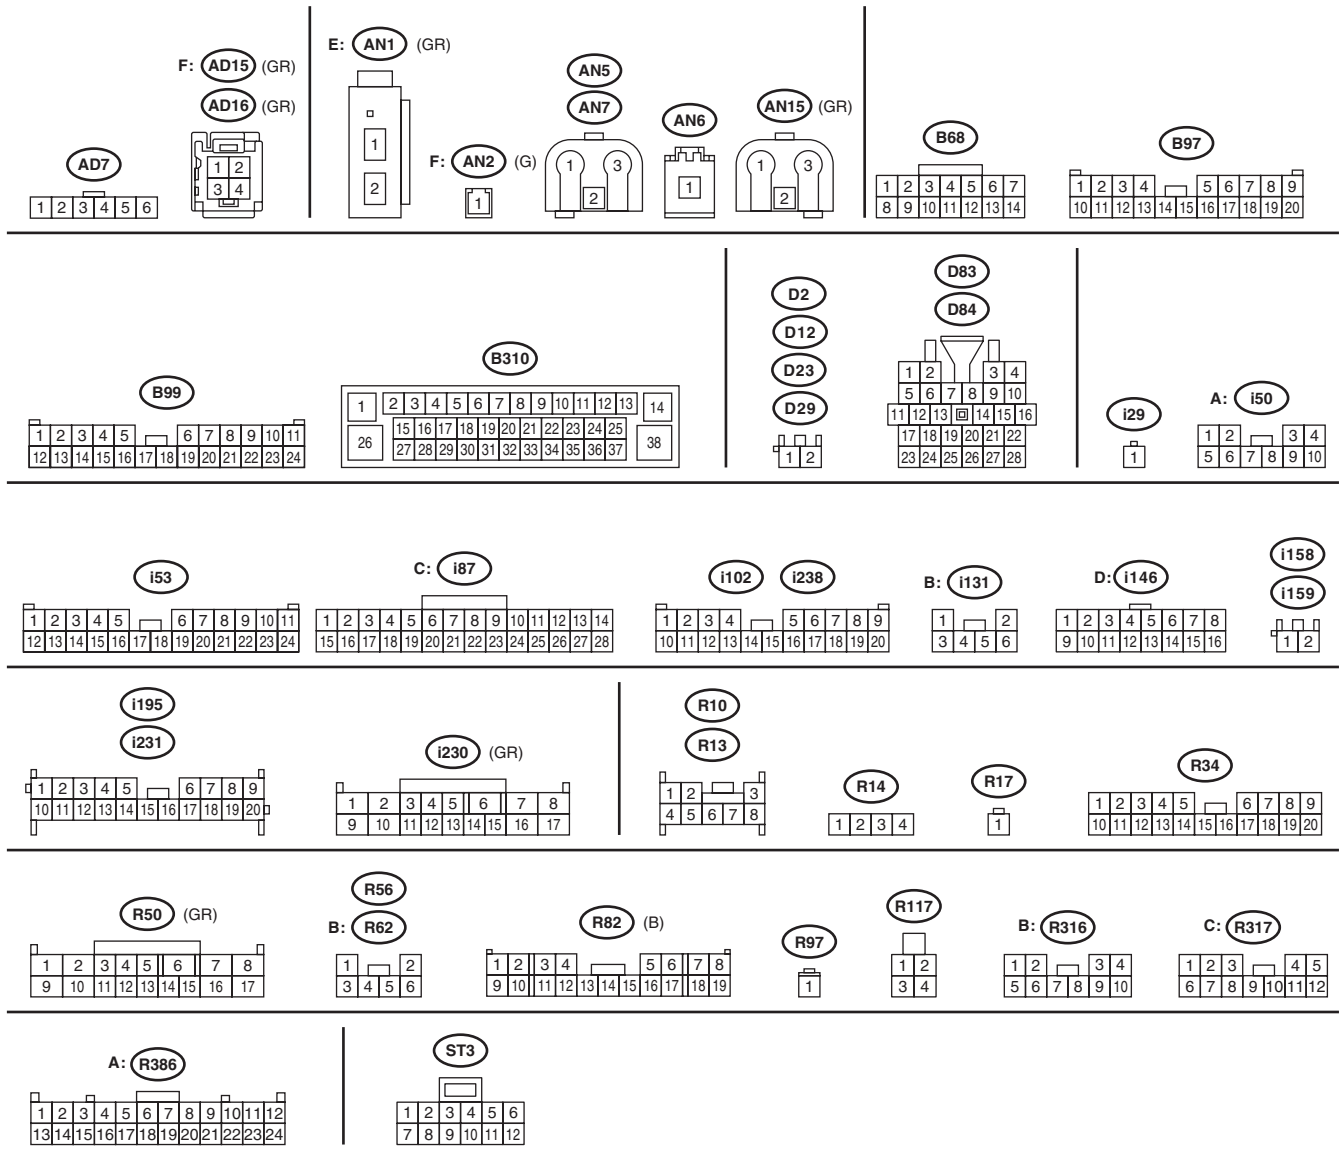 F: AD15 (GR)
AD16 (GR)
AD7
1 2 3 4 5 6
1 2
3 4
E: AN1 (GR)
1
2
F: AN2 (G)
1
AN5
AN7
1 3
2
AN6
1
AN15 (GR)
1 3
2
B68
1 2 3 4 5 6 7
8 9 10 11 12 13 14
B97
1 2 3 4 5 6 7 8 9
10 11 12 13 14 15 16 17 18 19 20
B99
1 2 3 4 5 6 7 8 9 10 11
12 13 14 15 16 17 18 19 20 21 22 23 24
B310
1 2 3 4 5 6 7 8 9 10 11 12 13 14
15 16 17 18 19 20 21 22 23 24 25
26 27 28 29 30 31 32 33 34 35 36 37 38
D2
D12
D23
D29
1 2
D83
D84
1 2 3 4
5 6 7 8 9 10
11 12 13 14 15 16
17 18 19 20 21 22
23 24 25 26 27 28
i29
1
A: i50
1 2 3 4
5 6 7 8 9 10
i53
1 2 3 4 5 6 7 8 9 10 11
12 13 14 15 16 17 18 19 20 21 22 23 24
C: i87
1 2 3 4 5 6 7 8 9 10 11 12 13 14
15 16 17 18 19 20 21 22 23 24 25 26 27 28
i102 i238
1 2 3 4 5 6 7 8 9
10 11 12 13 14 15 16 17 18 19 20
B: i131
1 2
3 4 5 6
D: i146
1 2 3 4 5 6 7 8
9 10 11 12 13 14 15 16
i158
i159
1 2
i195
i231
1 2 3 4 5 6 7 8 9
10 11 12 13 14 15 16 17 18 19 20
i230 (GR)
1 2 3 4 5 6 7 8
9 10 11 12 13 14 15 16 17
R10
R13
1 2 3
4 5 6 7 8
R14
1 2 3 4
R17
1
R34
1 2 3 4 5 6 7 8 9
10 11 12 13 14 15 16 17 18 19 20
R50 (GR)
1 2 3 4 5 6 7 8
9 10 11 12 13 14 15 16 17
R56
B: R62
1 2
3 4 5 6
R82 (B)
1 2 3 4 5 6 7 8
9 10 11 12 13 14 15 16 17 18 19
R97
1
R117
1 2
3 4
B: R316
1 2 3 4
5 6 7 8 9 10
C: R317
1 2 3 4 5
6 7 8 9 10 11 12
A: R386
1 2 3 4 5 6 7 8 9 10 11 12
13 14 15 16 17 18 19 20 21 22 23 24
ST3
1 2 3 4 5 6
7 8 9 10 11 12